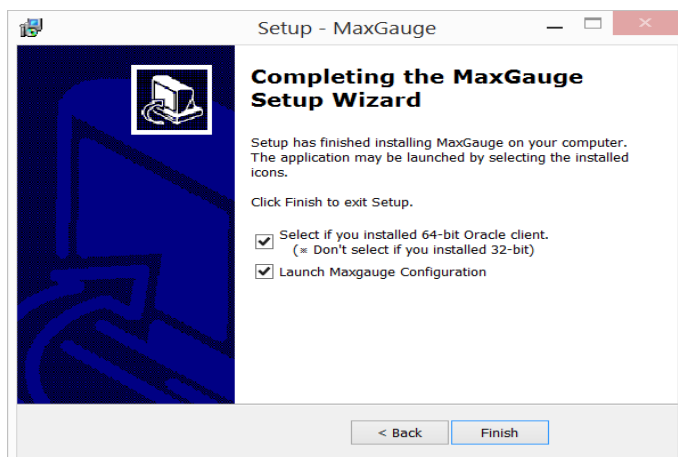 Setup - MaxGauge
Completing the MaxGauge
Setup Wizard
Setup has finished installing MaxGauge on your computer.
The application may be launched by selecting the installed
icons.
Click Finish to exit Setup.
Select if you installed 64-bit Oracle client.
(※ Don't select if you installed 32-bit)
Launch Maxgauge Configuration
< Back
Finish